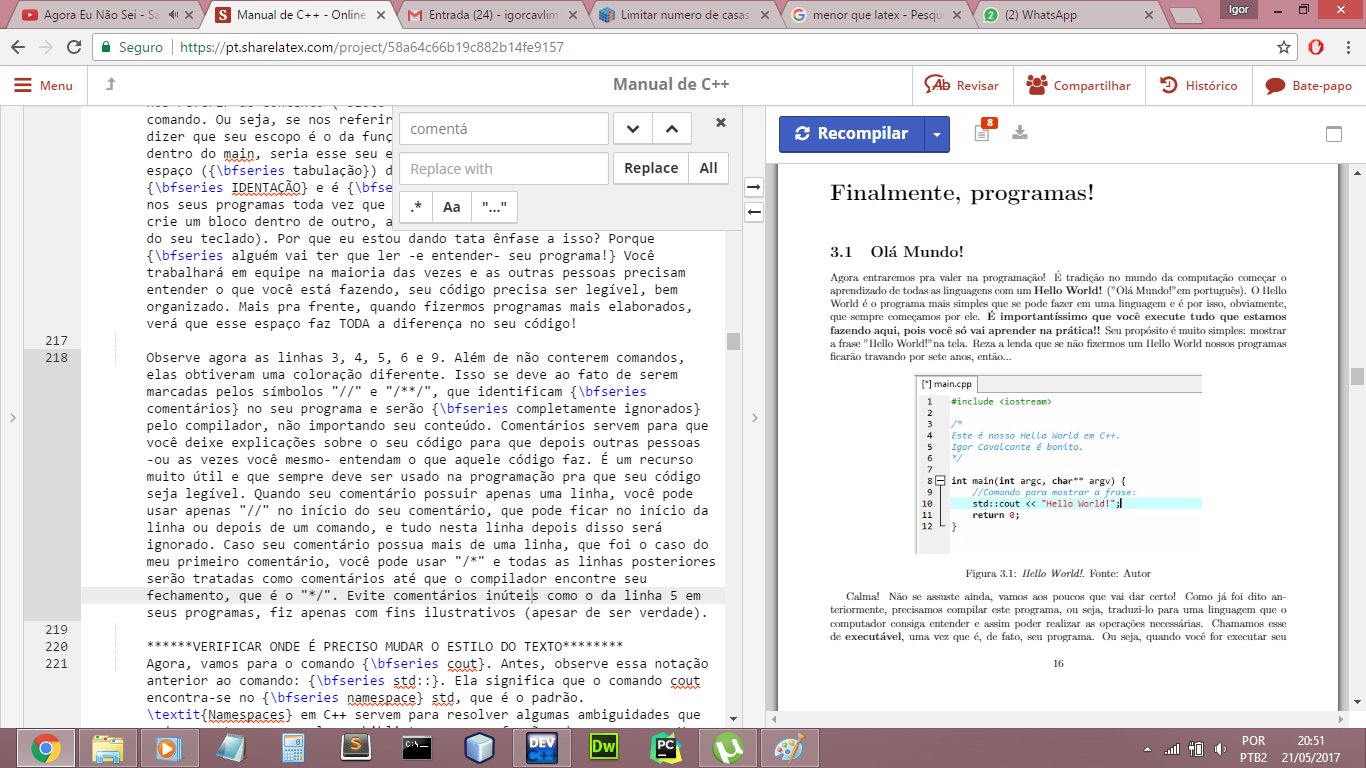 Agora Eu Não Sei - Sa
Manual de C++ - Online
Entrada (24) - igorcavlim
Limitar numero de casas
menor que latex - Pesqu
(2) WhatsApp
Igor
Seguro
https://pt.sharelatex.com/project/58a64c66b19c882b14fe9157
Menu
Manual de C++
Revisar
Compartilhar
Histórico
Bate-papo
comando. Ou seja, se nos referir
dizer que seu escopo é o da funç
dentro do main, seria esse seu e
espaço ({\bfseries tabulação}) d
{\bfseries IDENTAÇÃO} e é {\bfse
nos seus programas toda vez que
crie um bloco dentro de outro, a
do seu teclado). Por que eu estou dando tata ênfase a isso? Porque
{\bfseries alguém vai ter que ler -e entender- seu programa!} Você
trabalhará em equipe na maioria das vezes e as outras pessoas precisam
entender o que você está fazendo, seu código precisa ser legível, bem
organizado. Mais pra frente, quando fizermos programas mais elaborados,
verá que esse espaço faz TODA a diferença no seu código!
217
218 Observe agora as linhas 3, 4, 5, 6 e 9. Além de não conterem comandos,
elas obtiveram uma coloração diferente. Isso se deve ao fato de serem
marcadas pelos símbolos "//" e "/**/", que identificam {\bfseries
comentários} no seu programa e serão {\bfseries completamente ignorados}
pelo compilador, não importando seu conteúdo. Comentários servem para que
você deixe explicações sobre o seu código para que depois outras pessoas
-ou as vezes você mesmo- entendam o que aquele código faz. É um recurso
muito útil e que sempre deve ser usado na programação pra que seu código
seja legível. Quando seu comentário possuir apenas uma linha, você pode
usar apenas "//" no início do seu comentário, que pode ficar no início da
linha ou depois de um comando, e tudo nesta linha depois disso será
ignorado. Caso seu comentário possua mais de uma linha, que foi o caso do
meu primeiro comentário, você pode usar "/*" e todas as linhas posteriores
serão tratadas como comentários até que o compilador encontre seu
fechamento, que é o "*/". Evite comentários inúteis como o da linha 5 em
seus programas, fiz apenas com fins ilustrativos (apesar de ser verdade).
219
220 ******VERIFICAR ONDE É PRECISO MUDAR O ESTILO DO TEXTO********
221 Agora, vamos para o comando {\bfseries cout}. Antes, observe essa notação
anterior ao comando: {\bfseries std::}. Ela significa que o comando cout
encontra-se no {\bfseries namespace} std, que é o padrão.
\textit{Namespaces} em C++ servem para resolver algumas ambiguidades que
comentá
Replace with
Replace
All
.*
Aa
"..."
Recompilar
8
Finalmente, programas!
3.1 Olá Mundo!
Agora entraremos pra valer na programação! É tradição no mundo da computação começar o
aprendizado de todas as linguagens com um Hello World! ("Olá Mundo!"em português). O Hello
World é o programa mais simples que se pode fazer em uma linguagem e é por isso, obviamente,
que sempre começamos por ele. É importantíssimo que você execute tudo que estamos
fazendo aqui, pois você só vai aprender na prática!! Seu propósito é muito simples: mostrar
a frase "Hello World!"na tela. Reza a lenda que se não fizermos um Hello World nossos programas
ficarão travando por sete anos, então...
[*] main.cpp
1 #include <iostream>
2
3 /*
4 Este é nosso Hello World em C++.
5 Igor Cavalcante é bonito.
6 */
7
8 int main(int argc, char** argv) {
9 //Comando para mostrar a frase:
10 std::cout << "Hello World!";
11 return 0;
12 }
Figura 3.1: Hello World!. Fonte: Autor
Calma! Não se assuste ainda, vamos aos poucos que vai dar certo! Como já foi dito an-
teriormente, precisamos compilar este programa, ou seja, traduzi-lo para uma linguagem que o
computador consiga entender e assim poder realizar as operações necessárias. Chamamos esse
de executável, uma vez que é, de fato, seu programa. Ou seja, quando você for executar seu
16
DEV
C++
Dw
PC
POR
PTB2
20:51
21/05/2017